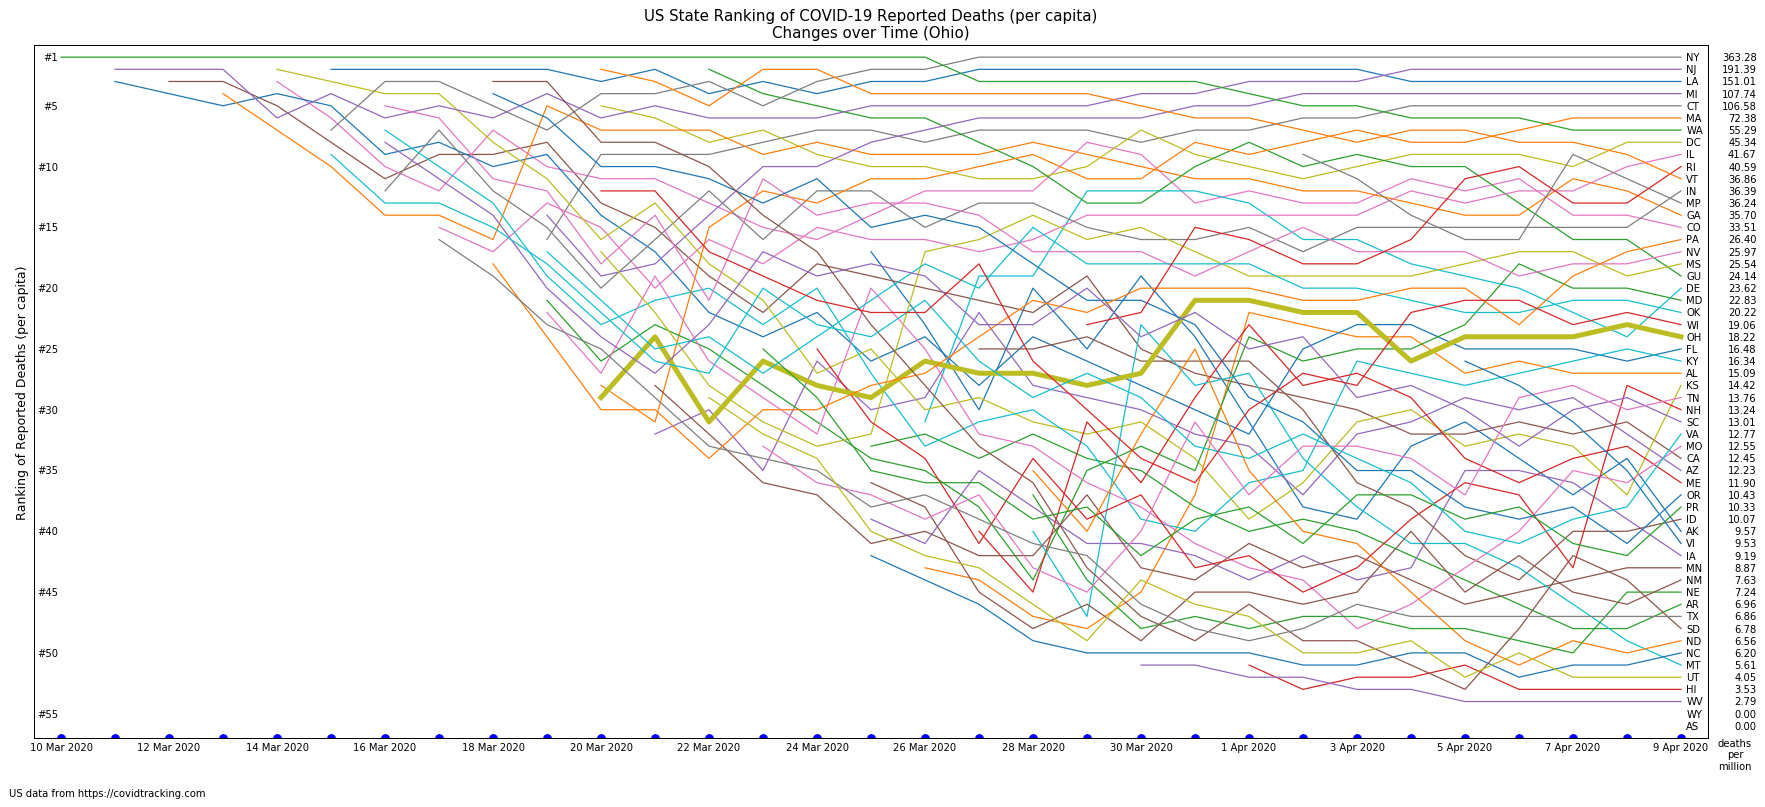 US State Ranking of COVID-19 Reported Deaths (per capita)
Changes over Time (Ohio)
Ranking of Reported Deaths (per capita)
#1
#5
#10
#15
#20
#25
#30
#35
#40
#45
#50
#55
NY 363.28
NJ 191.39
LA 151.01
MI 107.74
CT 106.58
MA 72.38
WA 55.29
DC 45.34
IL 41.67
RI 40.59
VT 36.86
IN 36.39
MP 36.24
GA 35.70
CO 33.51
PA 26.40
NV 25.97
MS 25.54
GU 24.14
DE 23.62
MD 22.83
OK 20.22
WI 19.06
OH 18.22
FL 16.48
KY 16.34
AL 15.09
KS 14.42
TN 13.76
NH 13.24
SC 13.01
VA 12.77
MO 12.55
CA 12.45
AZ 12.23
ME 11.90
OR 10.43
PR 10.33
ID 10.07
AK 9.57
VI 9.53
IA 9.19
MN 8.87
NM 7.63
NE 7.24
AR 6.96
TX 6.86
SD 6.78
ND 6.56
NC 6.20
MT 5.61
UT 4.05
HI 3.53
WV 2.79
WY 0.00
AS 0.00
10 Mar 2020 12 Mar 2020 14 Mar 2020 16 Mar 2020 18 Mar 2020 20 Mar 2020 22 Mar 2020 24 Mar 2020 26 Mar 2020 28 Mar 2020 30 Mar 2020 1 Apr 2020 3 Apr 2020 5 Apr 2020 7 Apr 2020 9 Apr 2020
deaths
per
million
US data from https://covidtracking.com